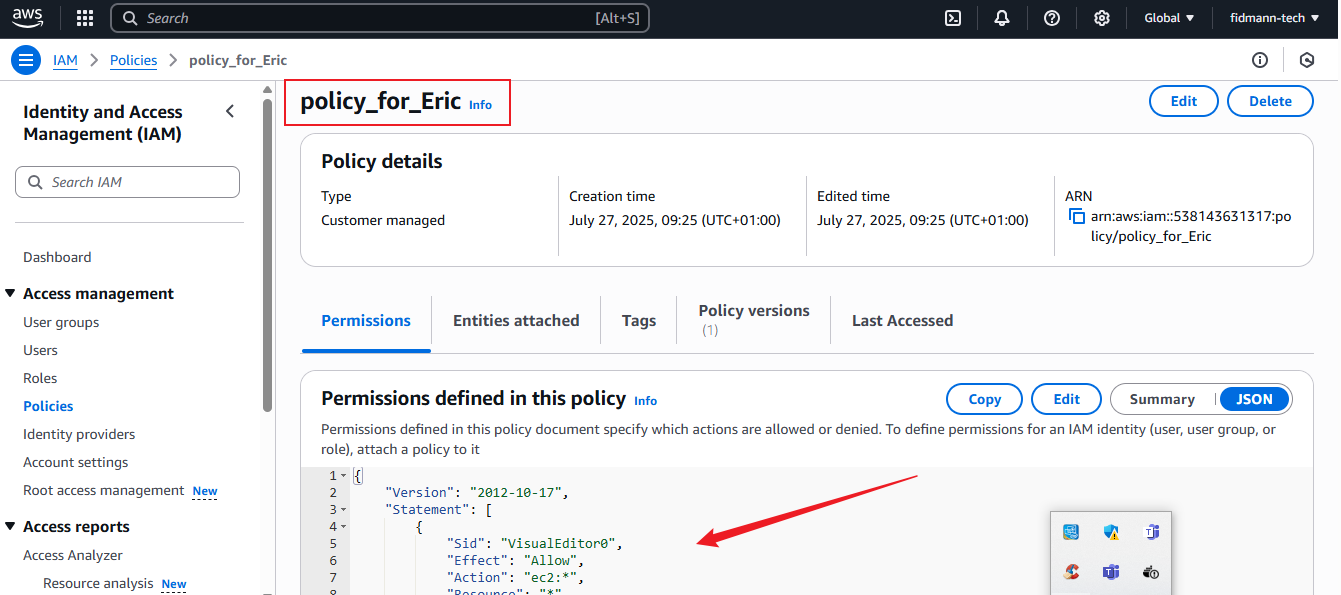 aws
Search [Alt+S]
Global
fidmann-tech
IAM
Policies
policy_for_Eric
Identity and Access
Management (IAM)
Search IAM
Dashboard
Access management
User groups
Users
Roles
Policies
Identity providers
Account settings
Root access management New
Access reports
Access Analyzer
Resource analysis New
policy_for_Eric Info
Edit
Delete
Policy details
Type
Customer managed
Creation time
July 27, 2025, 09:25 (UTC+01:00)
Edited time
July 27, 2025, 09:25 (UTC+01:00)
ARN
arn:aws:iam::538143631317:po
licy/policy_for_Eric
Permissions
Entities attached
Tags
Policy versions
(1)
Last Accessed
Permissions defined in this policy Info
Copy
Edit
Summary
JSON
Permissions defined in this policy document specify which actions are allowed or denied. To define permissions for an IAM identity (user, user group, or
role), attach a policy to it
1 {
2 "Version": "2012-10-17",
3 "Statement": [
4 {
5 "Sid": "VisualEditor0",
6 "Effect": "Allow",
7 "Action": "ec2:*",
8 "Resource": "*"